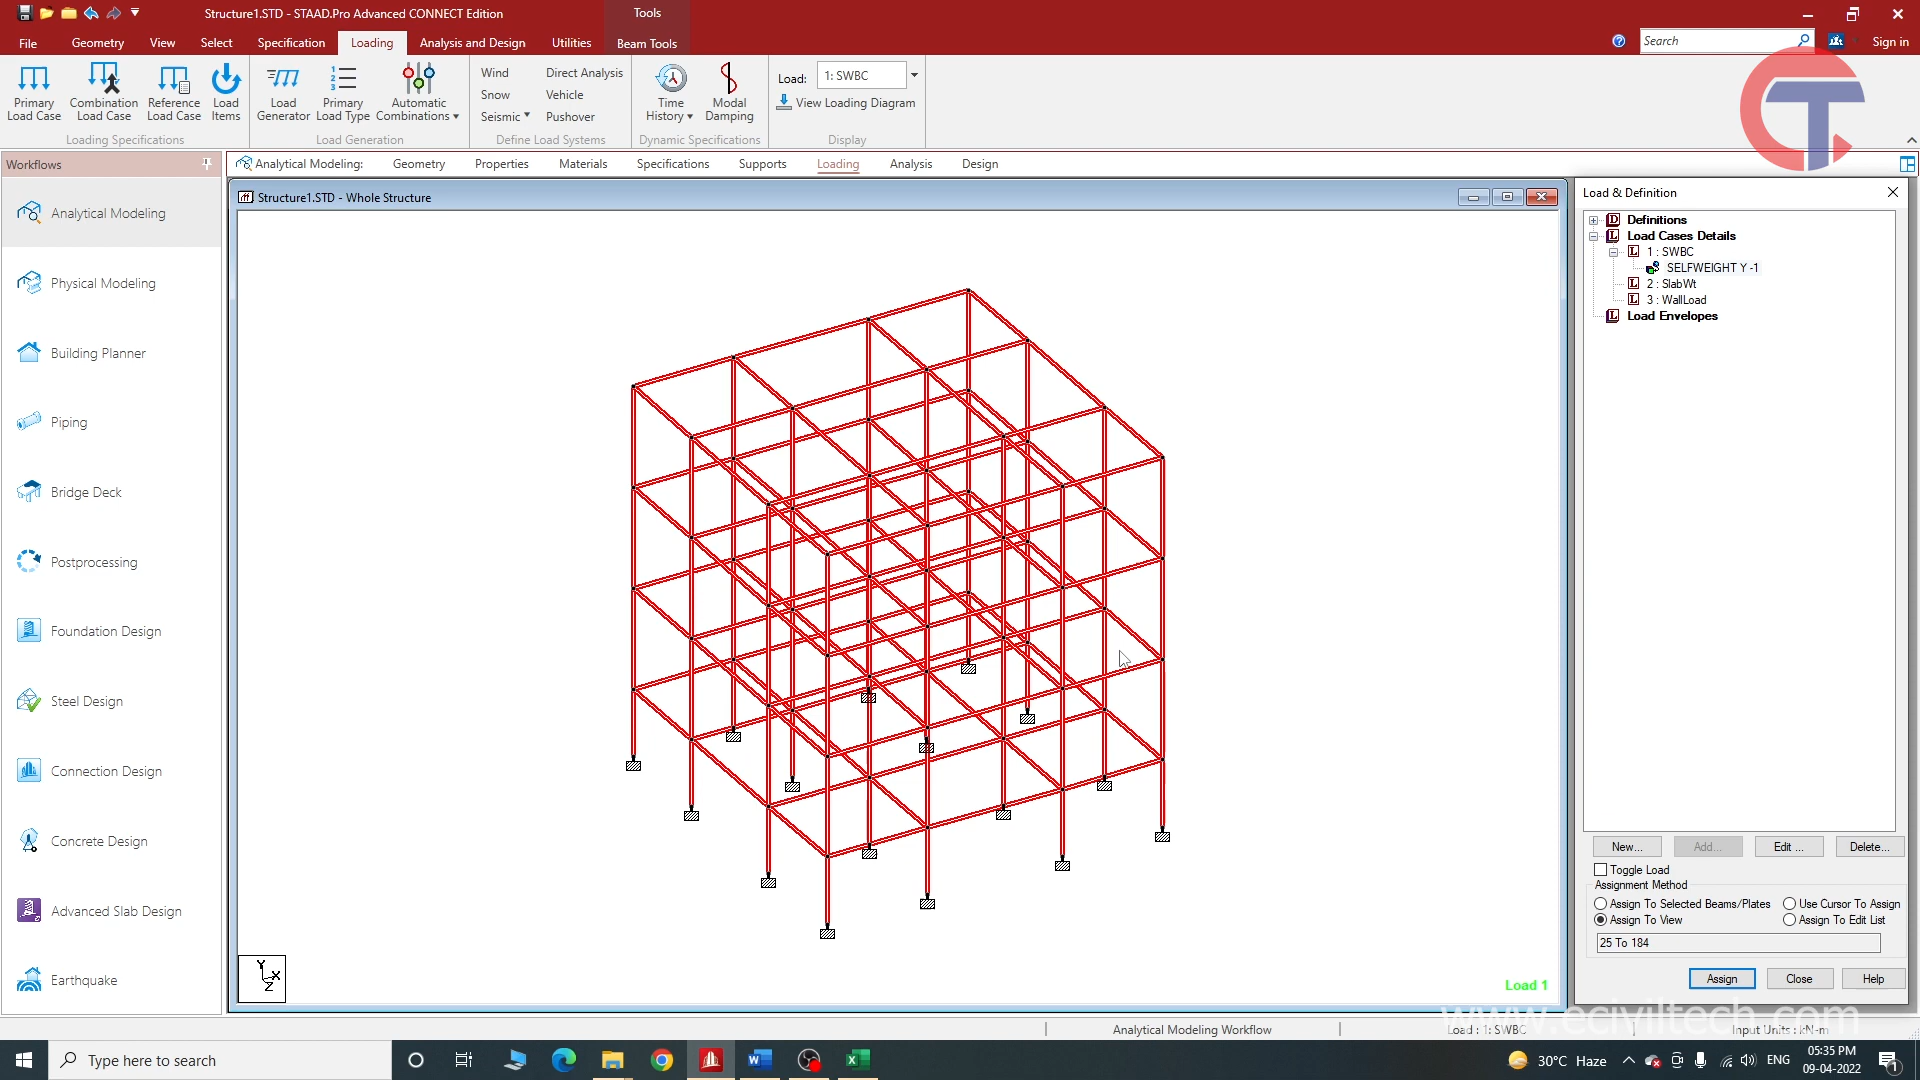 Structure1.STD - STAAD.Pro Advanced CONNECT Edition
Tools
File
Geometry
View
Select
Specification
Loading
Analysis and Design
Utilities
Beam Tools
Search
Sign in
Primary Load Case
Combination Load Case
Reference Load Case
Load Items
Loading Specifications
Load Generator
Primary Load Type
Automatic Combinations
Load Generation
Wind
Snow
Seismic
Direct Analysis
Vehicle
Pushover
Define Load Systems
Time History
Modal Damping
Dynamic Specifications
Load:
1: SWBC
View Loading Diagram
Display
CT
Workflows
Analytical Modeling
Physical Modeling
Building Planner
Piping
Bridge Deck
Postprocessing
Foundation Design
Steel Design
Connection Design
Concrete Design
Advanced Slab Design
Earthquake
Analytical Modeling:
Geometry
Properties
Materials
Specifications
Supports
Loading
Analysis
Design
Structure1.STD - Whole Structure
Y
X
Z
Load 1
Load & Definition
D Definitions
L Load Cases Details
L 1 : SWBC
SELFWEIGHT Y -1
L 2 : SlabWt
L 3 : WallLoad
L Load Envelopes
New...
Add...
Edit ...
Delete...
Toggle Load
Assignment Method
Assign To Selected Beams/Plates
Use Cursor To Assign
Assign To View
Assign To Edit List
25 To 184
Assign
Close
Help
www.eciviltech.com
Analytical Modeling Workflow
Load : 1: SWBC
Input Units : kN-m
Type here to search
30°C Haze
ENG
05:35 PM
09-04-2022
1